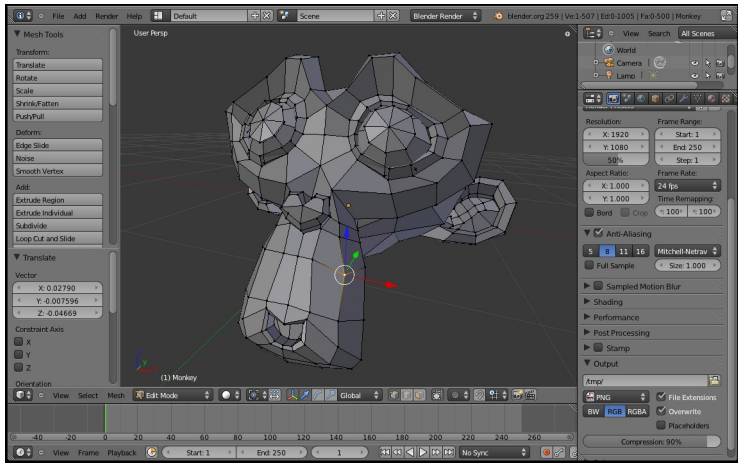 File Add Render Help Default Scene Blender Render blender.org 259 | Ve:1-507 | Ed:0-1005 | Fa:0-500 | Monkey
Mesh Tools
Transform:
Translate
Rotate
Scale
Shrink/Fatten
Push/Pull
Deform:
Edge Slide
Noise
Smooth Vertex
Add:
Extrude Region
Extrude Individual
Subdivide
Loop Cut and Slide
Translate
Vector
X: 0.02790
Y: -0.007596
Z: -0.04669
Constraint Axis
X
Y
Z
Orientation
User Persp
Z
Y
(1) Monkey
View Select Mesh Edit Mode Global
-40 -20 0 20 40 60 80 100 120 140 160 180 200 220 240 260
View Frame Playback Start: 1 End: 250 1 No Sync
View Search All Scenes
World
Camera
Lamp
Resolution: Frame Range:
X: 1920 Start: 1
Y: 1080 End: 250
50% Step: 1
Aspect Ratio: Frame Rate:
X: 1.000 24 fps
Y: 1.000 Time Remapping:
Bord Crop : 100 : 100
Anti-Aliasing
5 8 11 16 Mitchell-Netrav
Full Sample Size: 1.000
Sampled Motion Blur
Shading
Performance
Post Processing
Stamp
Output
/tmp/
PNG File Extensions
BW RGB RGBA Overwrite
Placeholders
Compression: 90%